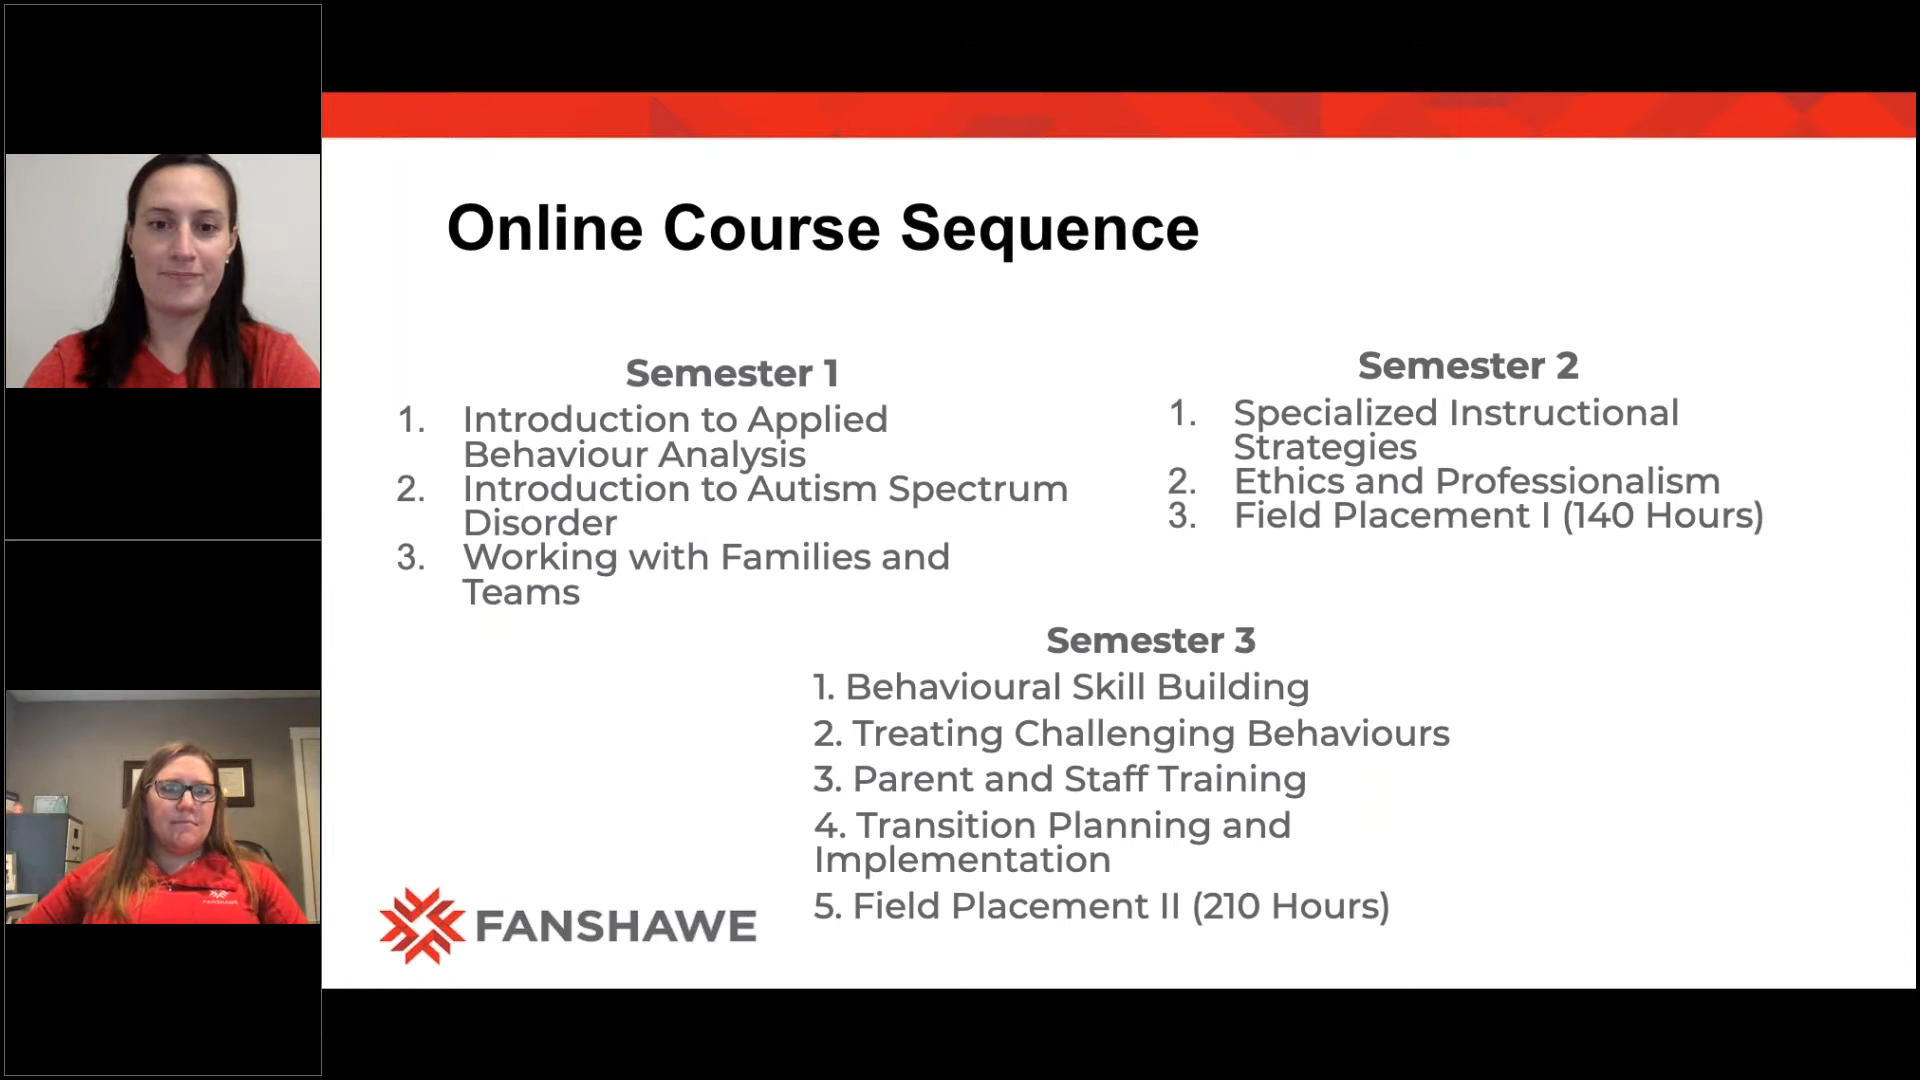 Online Course Sequence
Semester 1
1. Introduction to Applied
Behaviour Analysis
2. Introduction to Autism Spectrum
Disorder
3. Working with Families and
Teams
Semester 2
1. Specialized Instructional
Strategies
2. Ethics and Professionalism
3. Field Placement I (140 Hours)
Semester 3
1. Behavioural Skill Building
2. Treating Challenging Behaviours
3. Parent and Staff Training
4. Transition Planning and
Implementation
5. Field Placement II (210 Hours)
FANSHAWE
FANSHAWE